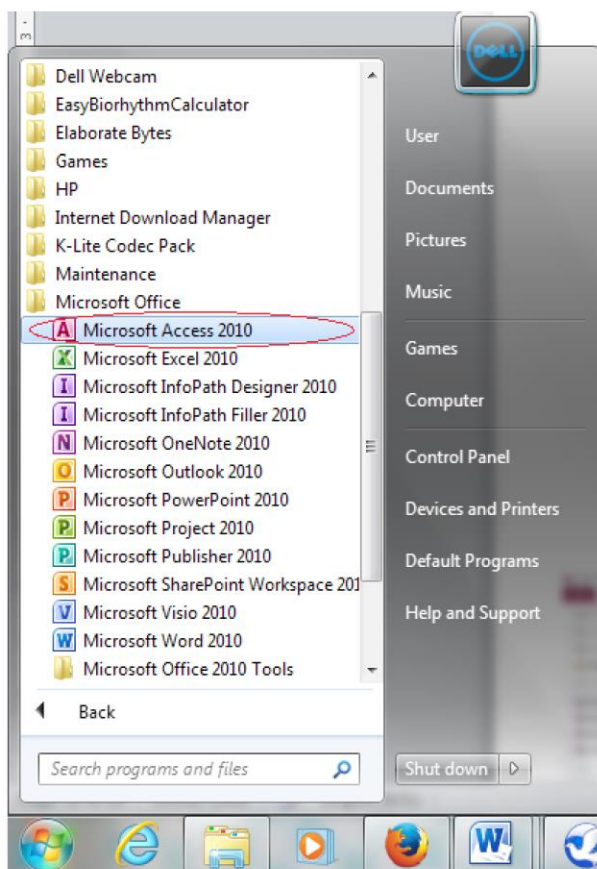 3
DELL
Dell Webcam
EasyBiorhythmCalculator
Elaborate Bytes
Games
HP
Internet Download Manager
K-Lite Codec Pack
Maintenance
Microsoft Office
A Microsoft Access 2010
X Microsoft Excel 2010
I Microsoft InfoPath Designer 2010
I Microsoft InfoPath Filler 2010
N Microsoft OneNote 2010
O Microsoft Outlook 2010
P Microsoft PowerPoint 2010
P Microsoft Project 2010
P Microsoft Publisher 2010
S Microsoft SharePoint Workspace 201
V Microsoft Visio 2010
W Microsoft Word 2010
Microsoft Office 2010 Tools
Back
Search programs and files
User
Documents
Pictures
Music
Games
Computer
Control Panel
Devices and Printers
Default Programs
Help and Support
Shut down
W